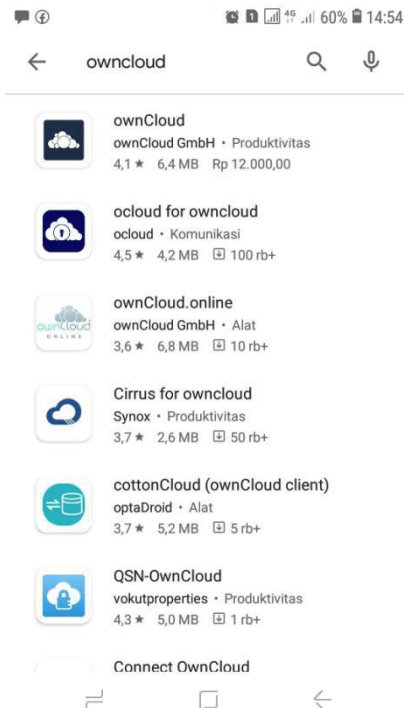 4G 60% 14:54
owncloud
ownCloud
ownCloud GmbH • Produktivitas
4,1 ★ 6,4 MB Rp 12.000,00
ocloud for owncloud
ocloud • Komunikasi
4,5 ★ 4,2 MB 100 rb+
ownCloud
ONLINE
ownCloud.online
ownCloud GmbH • Alat
3,6 ★ 6,8 MB 10 rb+
Cirrus for owncloud
Synox • Produktivitas
3,7 ★ 2,6 MB 50 rb+
cottonCloud (ownCloud client)
optaDroid • Alat
3,7 ★ 5,2 MB 5 rb+
QSN-OwnCloud
vokutproperties • Produktivitas
4,3 ★ 5,0 MB 1 rb+
Connect OwnCloud